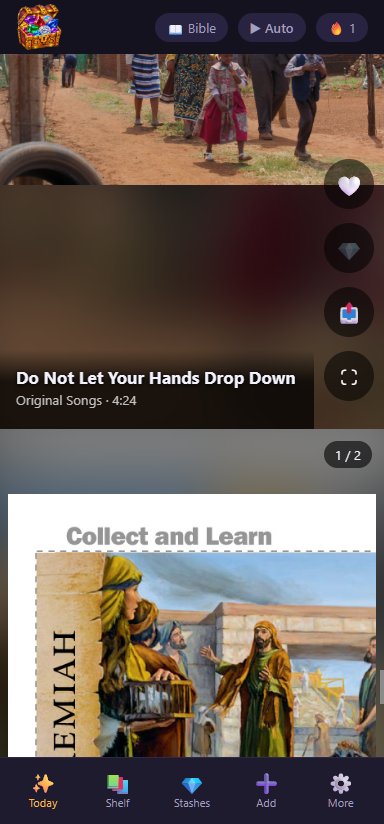 Bible
Auto
1
Do Not Let Your Hands Drop Down
Original Songs · 4:24
1 / 2
Collect and Learn
EMIAH
Today
Shelf
Stashes
Add
More